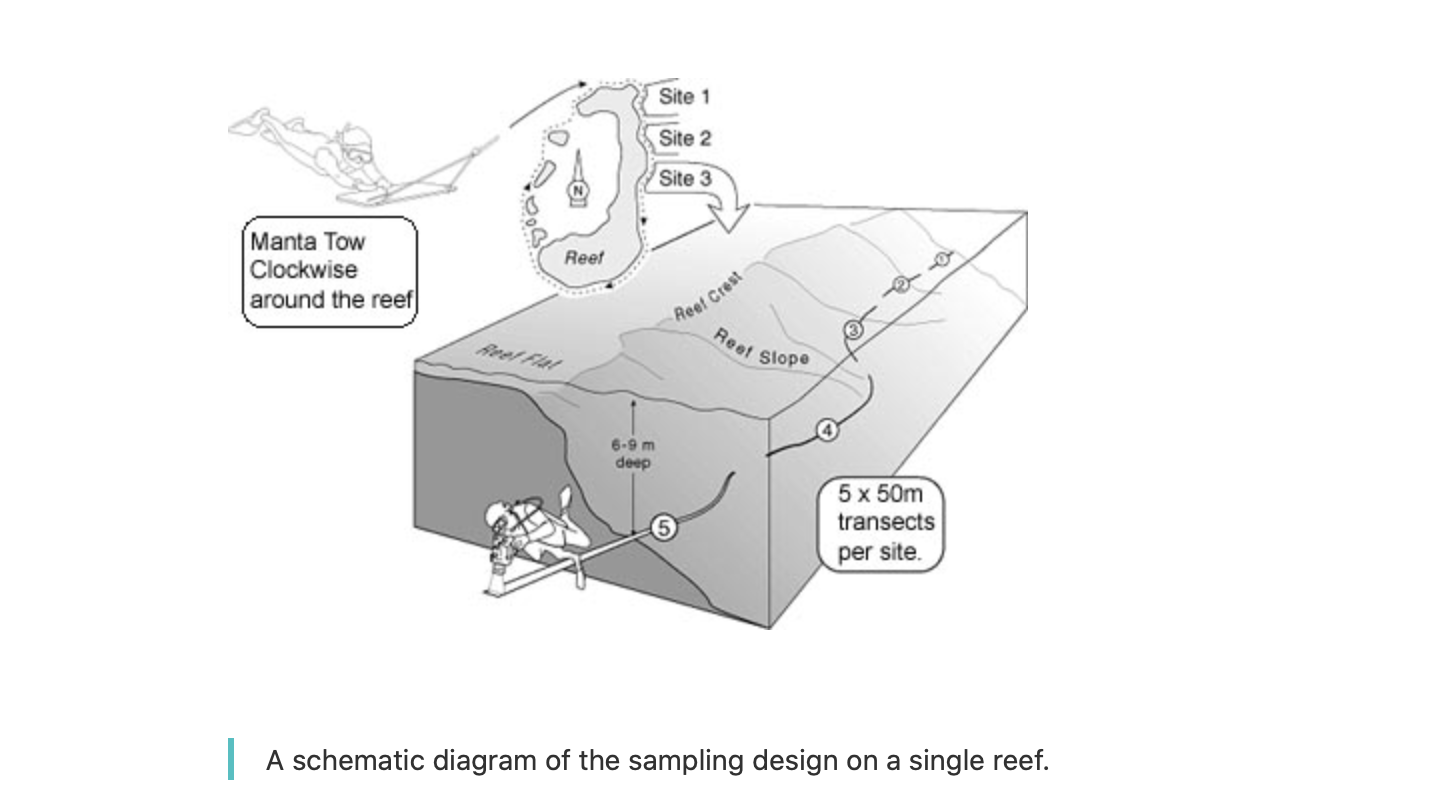 Site 1
Site 2
Site 3
N
Reef
Manta Tow
Clockwise
around the reef
Reef Crest
Reef Slope
Reef Flat
1
2
3
4
5
6-9 m
deep
5 x 50m
transects
per site.
A schematic diagram of the sampling design on a single reef.